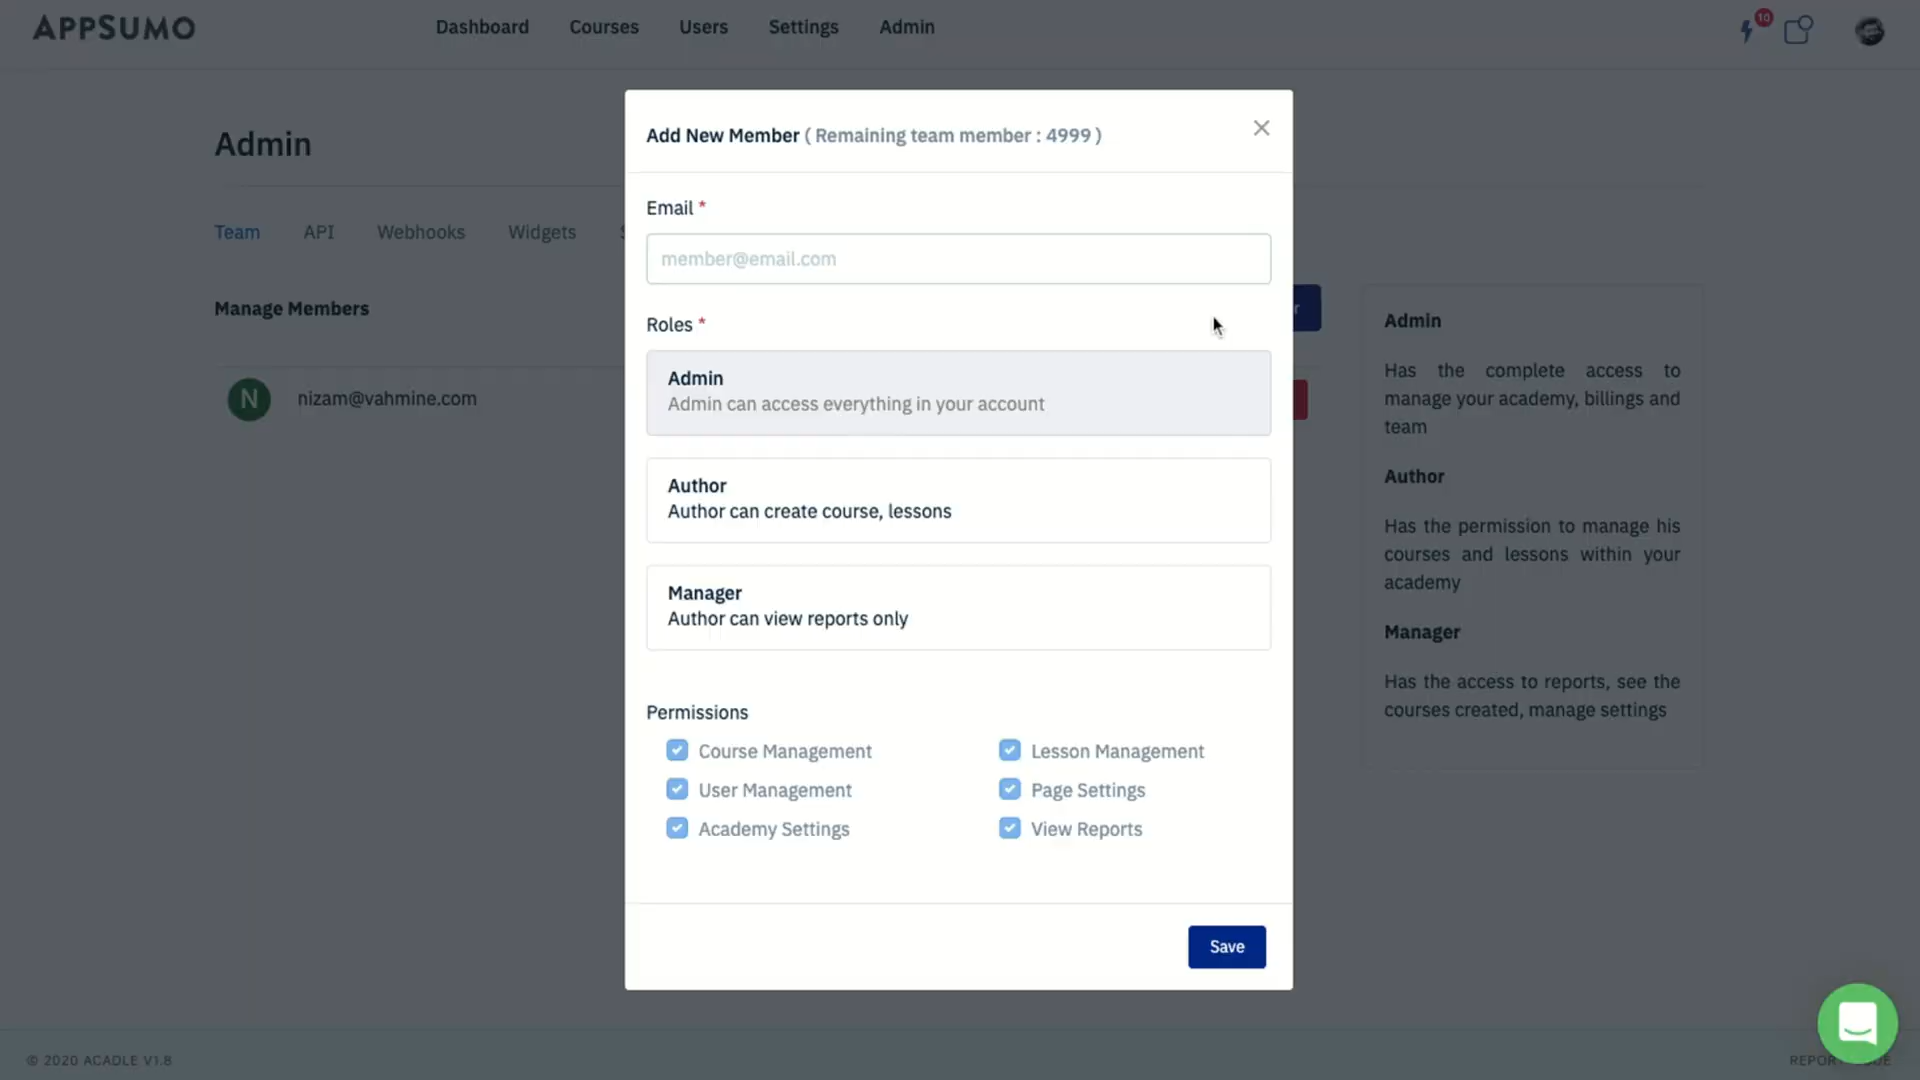 APPSUMO
Dashboard Courses Users Settings Admin
10
Admin
Team API Webhooks Widgets
Manage Members
N nizam@vahmine.com
Add New Member ( Remaining team member : 4999 )
Email *
member@email.com
Roles *
Admin
Admin can access everything in your account
Author
Author can create course, lessons
Manager
Author can view reports only
Permissions
Course Management Lesson Management
User Management Page Settings
Academy Settings View Reports
Save
Admin
Has the complete access to
manage your academy, billings and
team
Author
Has the permission to manage his
courses and lessons within your
academy
Manager
Has the access to reports, see the
courses created, manage settings
© 2020 ACADLE V1.8